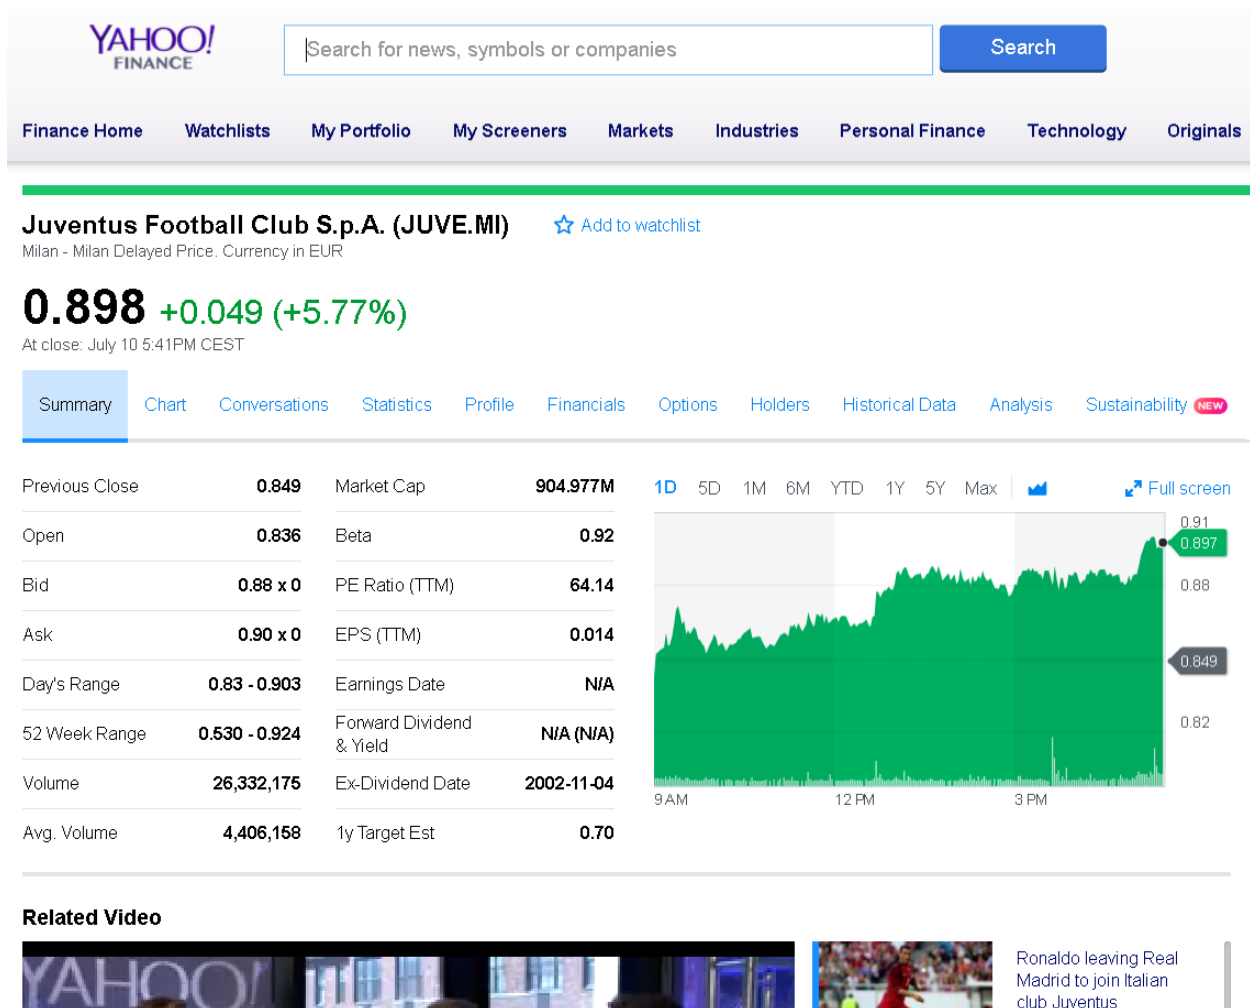 YAHOO!
FINANCE
Search for news, symbols or companies
Search
Finance Home Watchlists My Portfolio My Screeners Markets Industries Personal Finance Technology Originals
Juventus Football Club S.p.A. (JUVE.MI) Add to watchlist
Milan - Milan Delayed Price. Currency in EUR
0.898 +0.049 (+5.77%)
At close: July 10 5:41PM CEST
Summary Chart Conversations Statistics Profile Financials Options Holders Historical Data Analysis Sustainability NEW
Previous Close 0.849
Open 0.836
Bid 0.88 x 0
Ask 0.90 x 0
Day's Range 0.83 - 0.903
52 Week Range 0.530 - 0.924
Volume 26,332,175
Avg. Volume 4,406,158
Market Cap 904.977M
Beta 0.92
PE Ratio (TTM) 64.14
EPS (TTM) 0.014
Earnings Date N/A
Forward Dividend
& Yield N/A (N/A)
Ex-Dividend Date 2002-11-04
1y Target Est 0.70
1D 5D 1M 6M YTD 1Y 5Y Max Full screen
0.91
0.897
0.88
0.849
0.82
9 AM 12 PM 3 PM
Related Video
YAHOO!
Ronaldo leaving Real
Madrid to join Italian
club Juventus